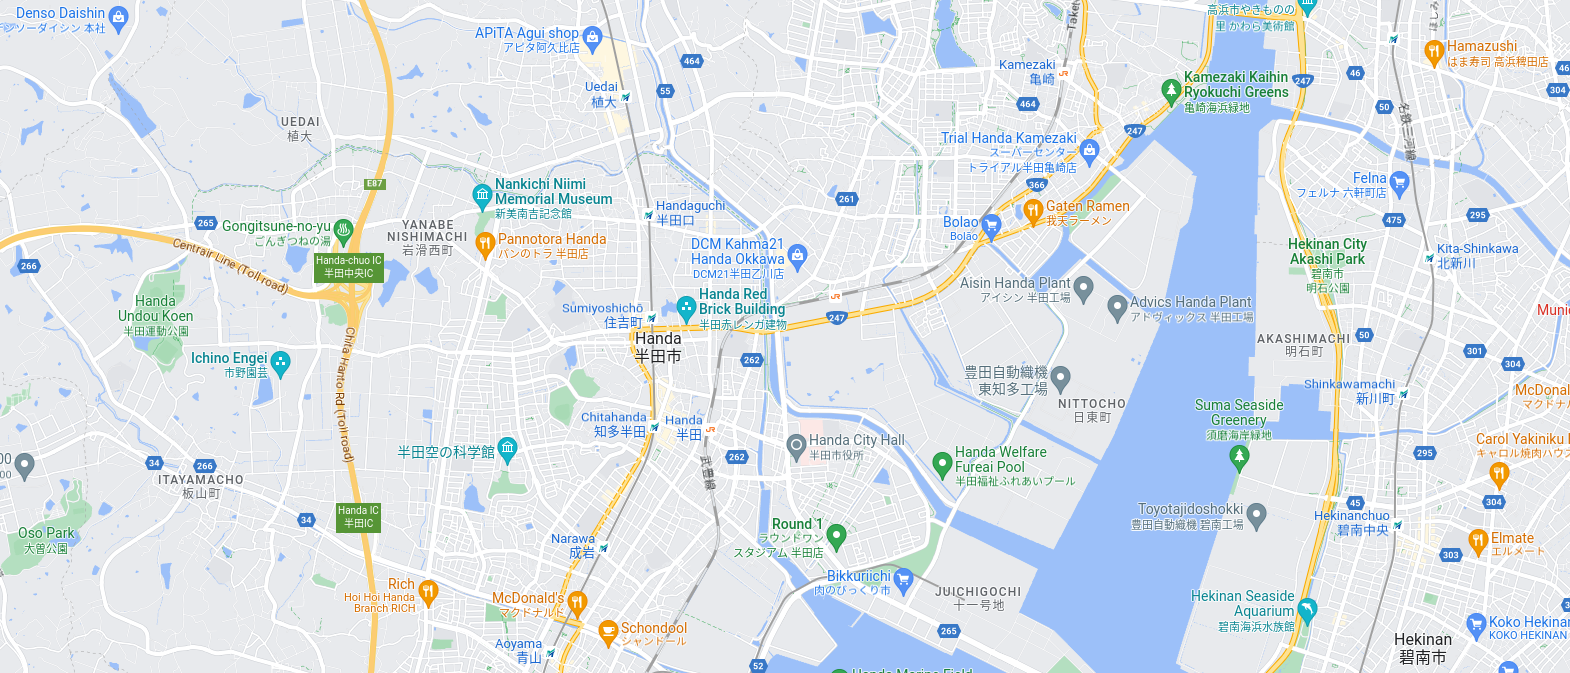 Denso Daishin
デンソーダイシン 本社
APiTA Agui shop
アピタ阿久比店
464
Uedai
植大
55
UEDAI
植大
E87
Kamezaki
亀崎
464
高浜市やきものの
里 かわら美術館
Hamazushi
はま寿司 高浜稗田店
247
46
50
304
Kamezaki Kaihin
Ryokuchi Greens
亀崎海浜緑地
247
名鉄三河線
Trial Handa Kamezaki
スーパーセンター
トライアル半田亀崎店
366
Felna
フェルナ 六軒町店
475
295
Nankichi Niimi
Memorial Museum
新美南吉記念館
261
265
Gongitsune-no-yu
ごんぎつねの湯
YANABE
NISHIMACHI
岩滑西町
Handaguchi
半田口
Pannotora Handa
パンのトラ 半田店
Gaten Ramen
我天ラーメン
Bolao
Bolão
DCM Kahma21
Handa Okkawa
DCM21半田乙川店
Hekinan City
Akashi Park
碧南市
明石公園
Kita-Shinkawa
北新川
266
Centrair Line (Toll road)
Handa-chuo IC
半田中央IC
Handa
Undou Koen
半田運動公園
Sumiyoshichō
住吉町
Handa Red
Brick Building
半田赤レンガ建物
JR
247
Aisin Handa Plant
アイシン 半田工場
Advics Handa Plant
アドヴィックス 半田工場
Handa
半田市
262
Chita Hanto Rd (Toll road)
Ichino Engei
市野園芸
AKASHIMACHI
明石町
50
301
304
豊田自動織機
東知多工場
NITTOCHO
日東町
Shinkawamachi
新川町
Suma Seaside
Greenery
須磨海岸緑地
Chitahanda
知多半田
Handa
半田
JR
武豊線
Handa City Hall
半田市役所
262
半田空の科学館
34
266
ITAYAMACHO
板山町
Handa Welfare
Fureai Pool
半田福祉ふれあいプール
295
45
304
Handa IC
半田IC
34
Oso Park
大曽公園
Narawa
成岩
Round 1
ラウンドワン
スタジアム 半田店
Toyotajidoshokki
豊田自動織機 碧南工場
Hekinanchuo
碧南中央
Elmate
エルメート
303
Rich
Hoi Hoi Handa
Branch RICH
McDonald's
マクドナルド
Bikkuriichi
肉のびっくり市
JUICHIGOCHI
十一号地
265
Hekinan Seaside
Aquarium
碧南海浜水族館
Schondool
シャンドール
Aoyama
青山
52
Hekinan
碧南市
Koko Hekinan
KOKO HEKINAN